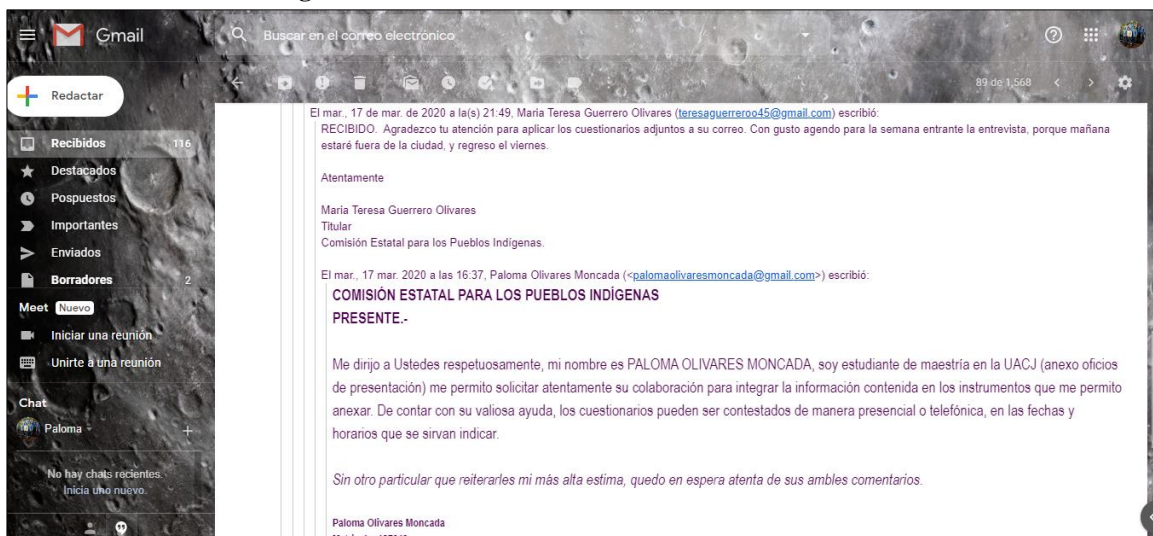 Gmail
Buscar en el correo electrónico
Redactar
89 de 1,568
Recibidos 116
Destacados
Pospuestos
Importantes
Enviados
Borradores 2
Meet Nuevo
Iniciar una reunión
Unirte a una reunión
Chat
Paloma
No hay chats recientes.
Inicia uno nuevo.
El mar., 17 de mar. de 2020 a la(s) 21:49, Maria Teresa Guerrero Olivares (teresaguerreroo45@gmail.com) escribió:
RECIBIDO. Agradezco tu atención para aplicar los cuestionarios adjuntos a su correo. Con gusto agendo para la semana entrante la entrevista, porque mañana
estaré fuera de la ciudad, y regreso el viernes.
Atentamente
Maria Teresa Guerrero Olivares
Titular
Comisión Estatal para los Pueblos Indígenas.
El mar., 17 mar. 2020 a las 16:37, Paloma Olivares Moncada (<palomaolivaresmoncada@gmail.com>) escribió:
COMISIÓN ESTATAL PARA LOS PUEBLOS INDÍGENAS
PRESENTE.-
Me dirijo a Ustedes respetuosamente, mi nombre es PALOMA OLIVARES MONCADA, soy estudiante de maestría en la UACJ (anexo oficios
de presentación) me permito solicitar atentamente su colaboración para integrar la información contenida en los instrumentos que me permito
anexar. De contar con su valiosa ayuda, los cuestionarios pueden ser contestados de manera presencial o telefónica, en las fechas y
horarios que se sirvan indicar.
Sin otro particular que reiterarles mi más alta estima, quedo en espera atenta de sus ambles comentarios.
Paloma Olivares Moncada